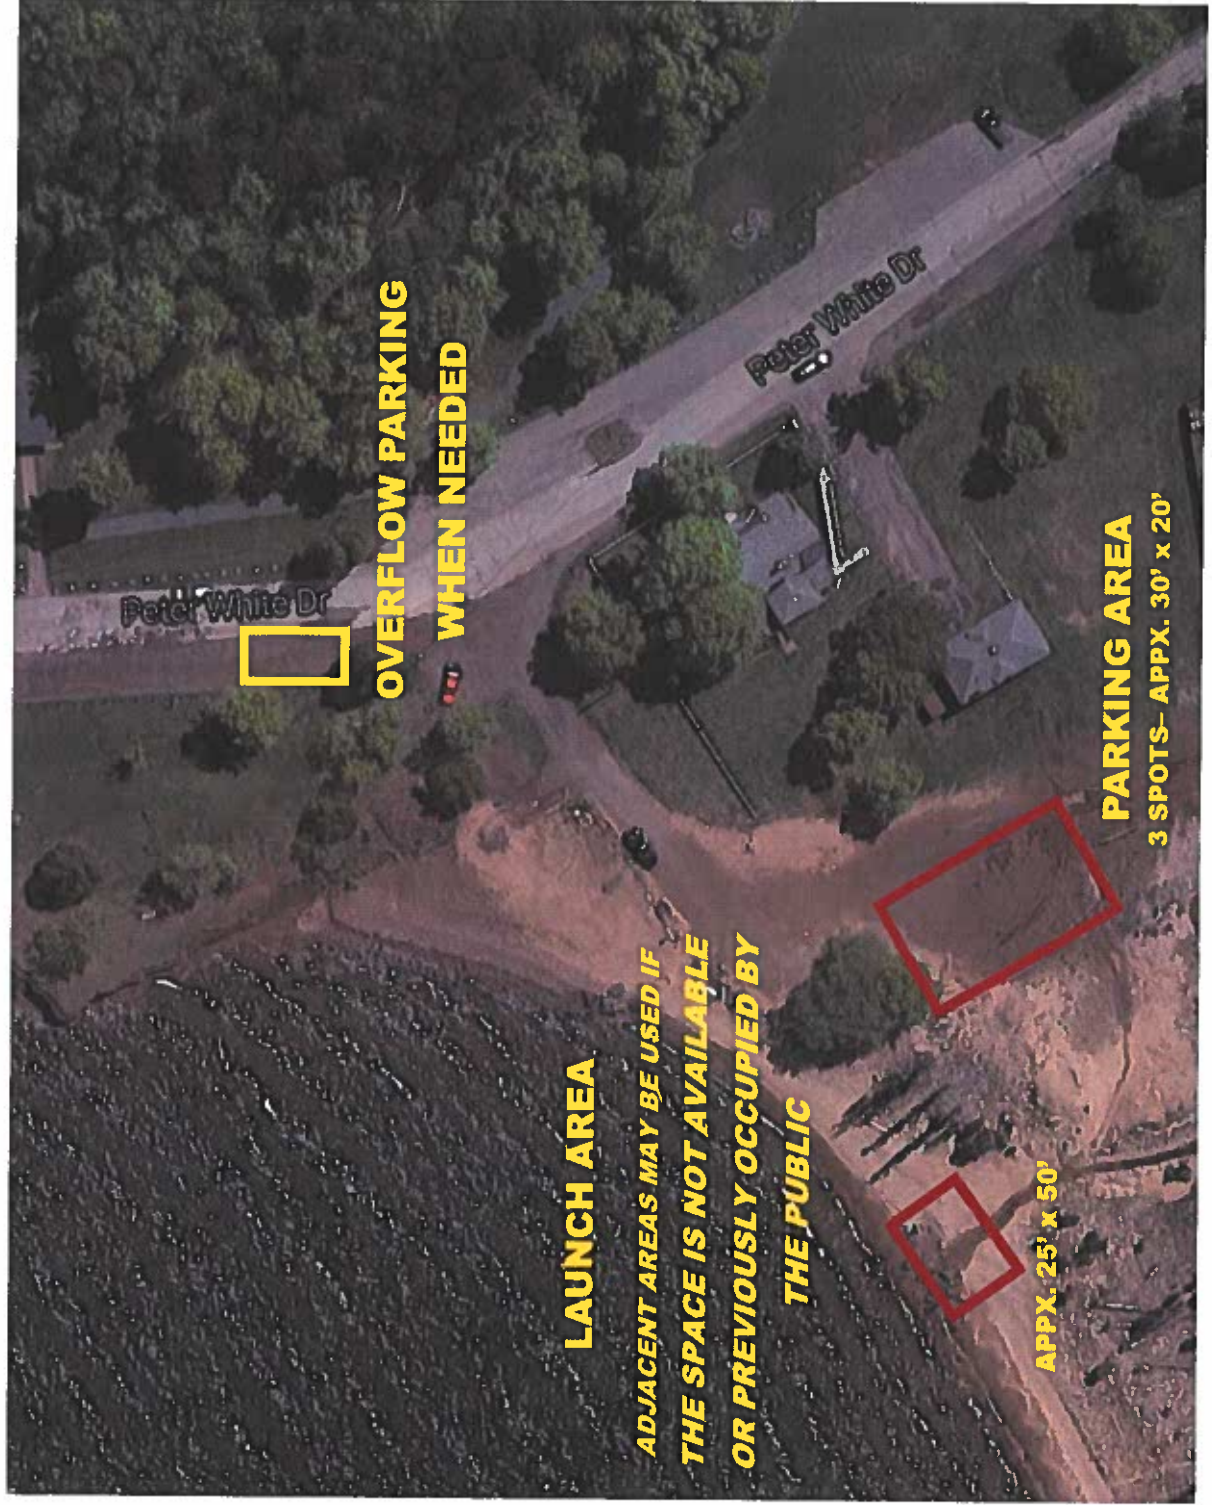 OVERFLOW PARKING
WHEN NEEDED
Peter White Dr
Peter White Dr
LAUNCH AREA
ADJACENT AREAS MAY BE USED IF
THE SPACE IS NOT AVAILABLE
OR PREVIOUSLY OCCUPIED BY
THE PUBLIC
APPX. 25' x 50'
PARKING AREA
3 SPOTS– APPX. 30' x 20'